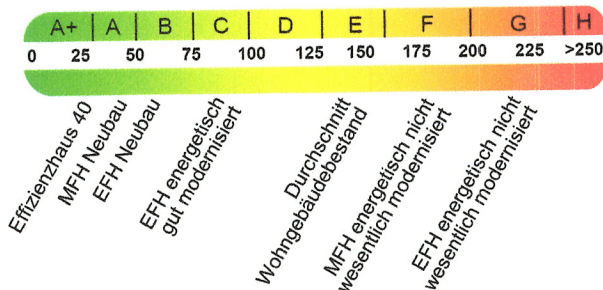 A+ A B C D E F G H
0 25 50 75 100 125 150 175 200 225 >250
Effizienzhaus 40
MFH Neubau
EFH Neubau
EFH energetisch
gut modernisiert
Durchschnitt
Wohngebäudebestand
MFH energetisch nicht
wesentlich modernisiert
EFH energetisch nicht
wesentlich modernisiert